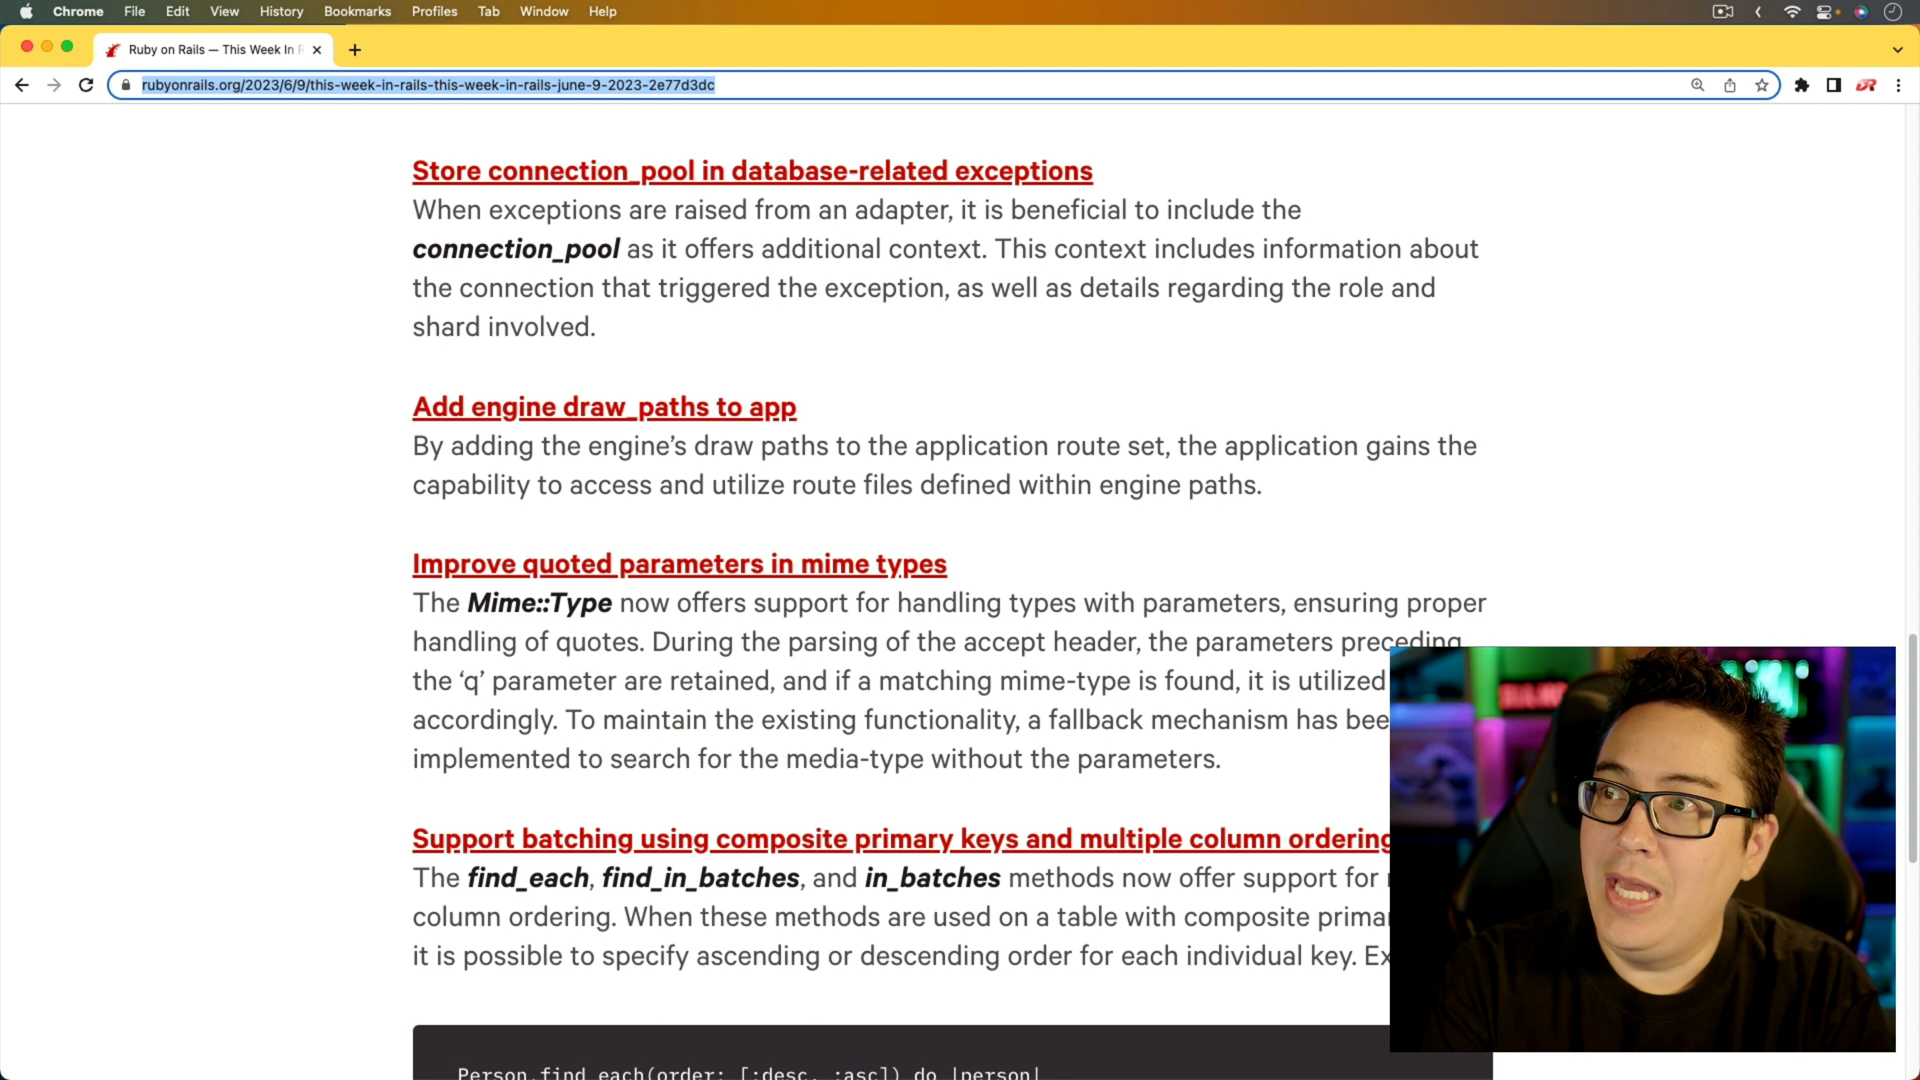 Chrome File Edit View History Bookmarks Profiles Tab Window Help
Ruby on Rails — This Week In
rubyonrails.org/2023/6/9/this-week-in-rails-this-week-in-rails-june-9-2023-2e77d3dc
Store connection_pool in database-related exceptions
When exceptions are raised from an adapter, it is beneficial to include the
connection_pool as it offers additional context. This context includes information about
the connection that triggered the exception, as well as details regarding the role and
shard involved.
Add engine draw_paths to app
By adding the engine’s draw paths to the application route set, the application gains the
capability to access and utilize route files defined within engine paths.
Improve quoted parameters in mime types
The Mime::Type now offers support for handling types with parameters, ensuring proper
handling of quotes. During the parsing of the accept header, the parameters preceding
the ‘q’ parameter are retained, and if a matching mime-type is found, it is utilized
accordingly. To maintain the existing functionality, a fallback mechanism has bee
implemented to search for the media-type without the parameters.
Support batching using composite primary keys and multiple column ordering
The find_each, find_in_batches, and in_batches methods now offer support for
column ordering. When these methods are used on a table with composite prima
it is possible to specify ascending or descending order for each individual key. Ex
Person.find_each(order: [:desc, :asc]) do |person|